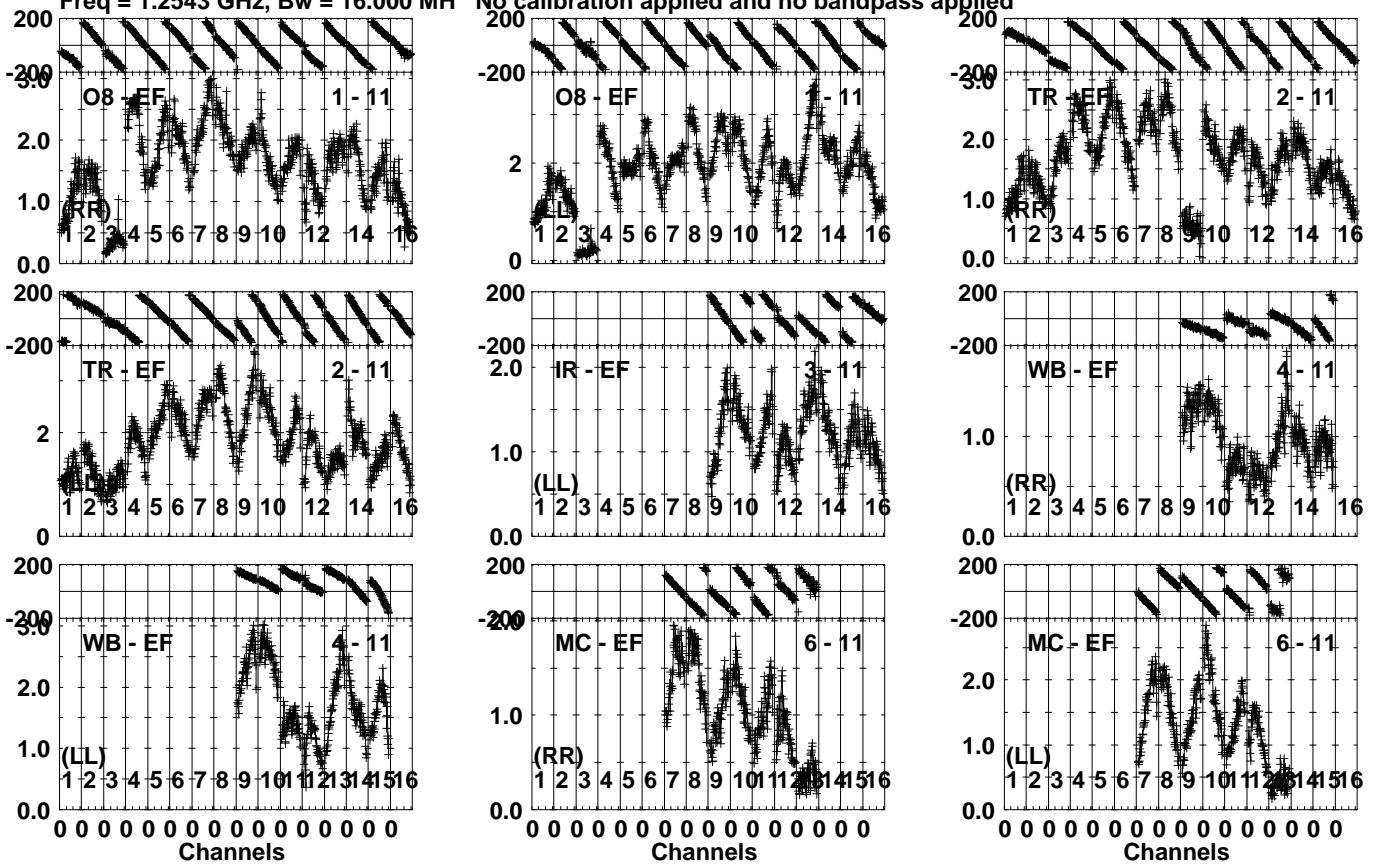 Freq = 1.2543 GHz, Bw = 16.000 MH No calibration applied and no bandpass applied
200
-200
3.0
2.0
1.0
0.0
O8 - EF 1 - 11
(RR)
1 2 3 4 5 6 7 8 9 10 12 14 16
200
-200
2
0
O8 - EF 1 - 11
(LL)
1 2 3 4 5 6 7 8 9 10 12 14 16
200
-200
3.0
2.0
1.0
0.0
TR - EF 2 - 11
(RR)
1 2 3 4 5 6 7 8 9 10 12 14 16
200
-200
2
0
TR - EF 2 - 11
(LL)
1 2 3 4 5 6 7 8 9 10 12 14 16
200
-200
2.0
1.0
0.0
IR - EF 3 - 11
(LL)
1 2 3 4 5 6 7 8 9 10 12 14 16
200
-200
1.0
0.0
WB - EF 4 - 11
(RR)
1 2 3 4 5 6 7 8 9 10 12 14 16
200
-200
3.0
2.0
1.0
0.0
WB - EF 4 - 11
(LL)
1 2 3 4 5 6 7 8 9 10 11 12 13 14 15 16
0 0 0 0 0 0 0 0 0 0 0 0 0 0 0 0
Channels
200
-200
2.0
1.0
0.0
MC - EF 6 - 11
(RR)
1 2 3 4 5 6 7 8 9 10 11 12 13 14 15 16
0 0 0 0 0 0 0 0 0 0 0 0 0 0 0 0
Channels
200
-200
2.0
1.0
0.0
MC - EF 6 - 11
(LL)
1 2 3 4 5 6 7 8 9 10 11 12 13 14 15 16
0 0 0 0 0 0 0 0 0 0 0 0 0 0 0 0
Channels